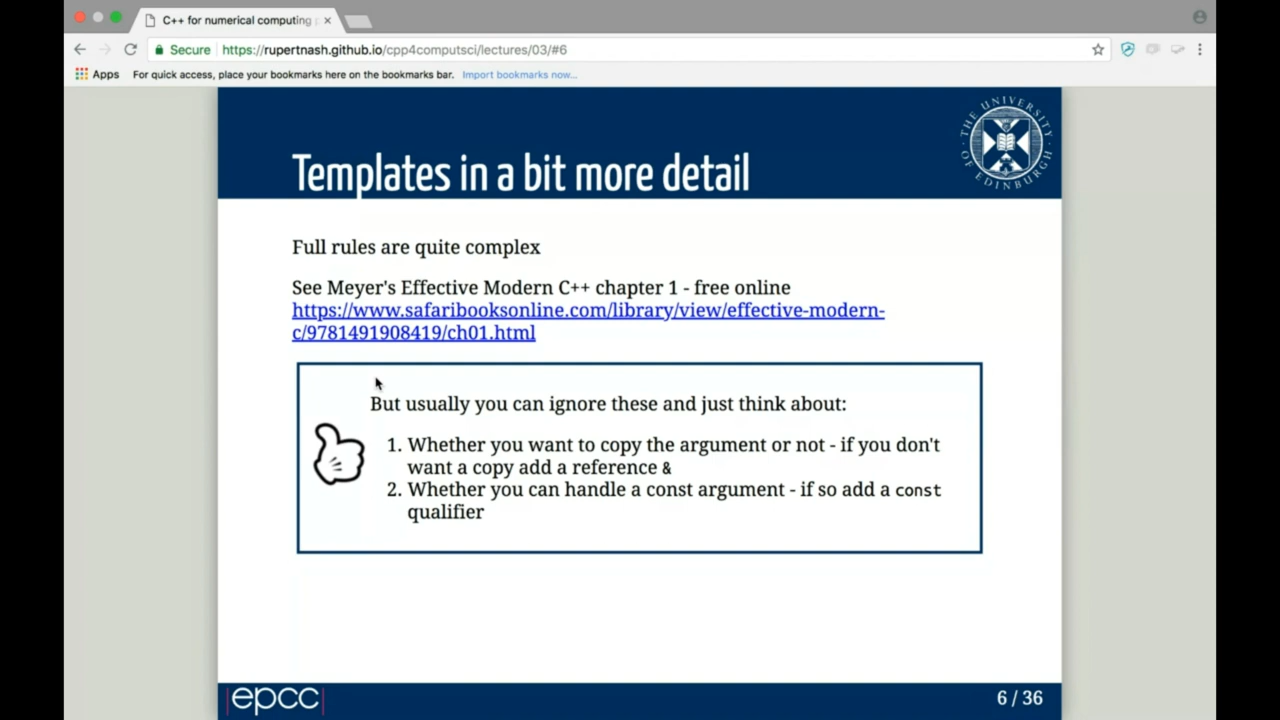 C++ for numerical computing
Secure https://rupertnash.github.io/cpp4computsci/lectures/03/#6
Apps For quick access, place your bookmarks here on the bookmarks bar. Import bookmarks now...
THE UNIVERSITY OF EDINBURGH
Templates in a bit more detail
Full rules are quite complex
See Meyer's Effective Modern C++ chapter 1 - free online
https://www.safaribooksonline.com/library/view/effective-modern-
c/9781491908419/ch01.html
But usually you can ignore these and just think about:
1. Whether you want to copy the argument or not - if you don't
want a copy add a reference &
2. Whether you can handle a const argument - if so add a const
qualifier
epcc
6 / 36